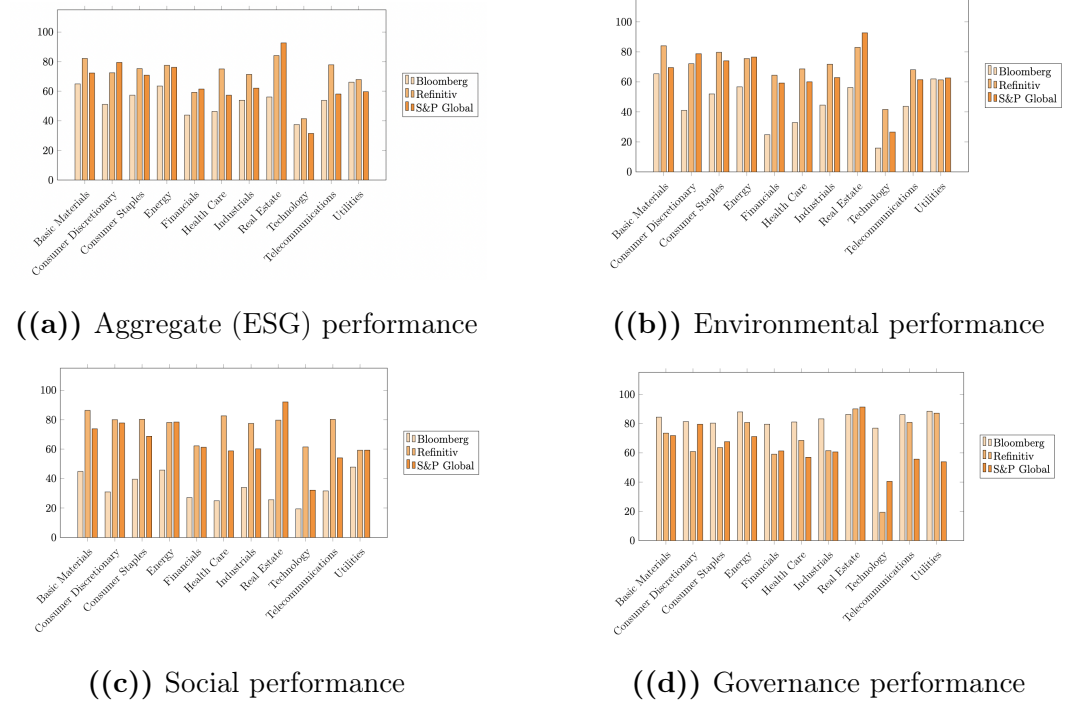 100
80
60
40
20
0
Bloomberg
Refinitiv
S&P Global
Basic Materials
Consumer Discretionary
Consumer Staples
Energy
Financials
Health Care
Industrials
Real Estate
Technology
Telecommunications
Utilities
((a)) Aggregate (ESG) performance
100
80
60
40
20
0
Bloomberg
Refinitiv
S&P Global
Basic Materials
Consumer Discretionary
Consumer Staples
Energy
Financials
Health Care
Industrials
Real Estate
Technology
Telecommunications
Utilities
((b)) Environmental performance
100
80
60
40
20
0
Bloomberg
Refinitiv
S&P Global
Basic Materials
Consumer Discretionary
Consumer Staples
Energy
Financials
Health Care
Industrials
Real Estate
Technology
Telecommunications
Utilities
((c)) Social performance
100
80
60
40
20
0
Bloomberg
Refinitiv
S&P Global
Basic Materials
Consumer Discretionary
Consumer Staples
Energy
Financials
Health Care
Industrials
Real Estate
Technology
Telecommunications
Utilities
((d)) Governance performance